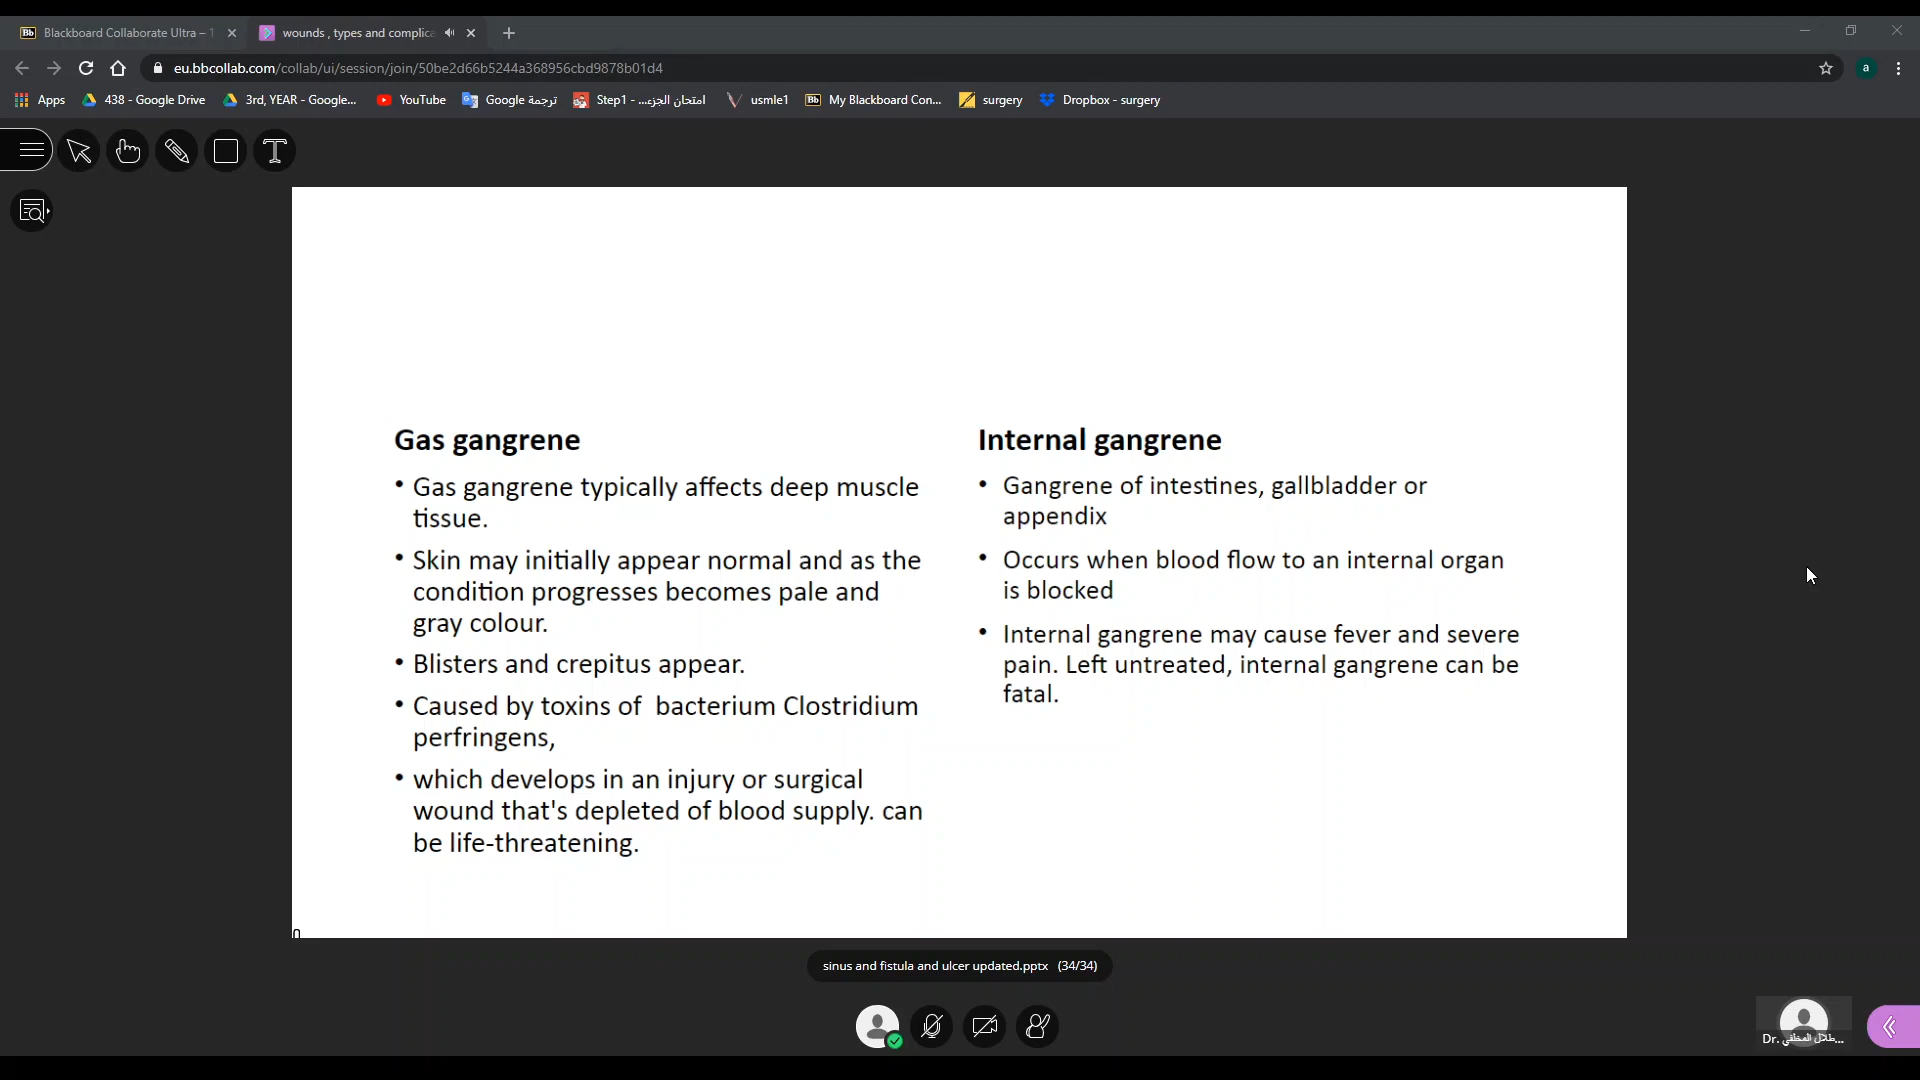 Blackboard Collaborate Ultra –
wounds , types and complica
eu.bbcollab.com/collab/ui/session/join/50be2d66b5244a368956cbd9878b01d4
a
Apps
438 - Google Drive
3rd, YEAR - Google...
YouTube
Google ترجمة
Step1 - ...امتحان الجزء
usmle1
Bb My Blackboard Con...
surgery
Dropbox - surgery
T
Gas gangrene
• Gas gangrene typically affects deep muscle
tissue.
• Skin may initially appear normal and as the
condition progresses becomes pale and
gray colour.
• Blisters and crepitus appear.
• Caused by toxins of  bacterium Clostridium
perfringens,
• which develops in an injury or surgical
wound that's depleted of blood supply. can
be life-threatening.
Internal gangrene
• Gangrene of intestines, gallbladder or
appendix
• Occurs when blood flow to an internal organ
is blocked
• Internal gangrene may cause fever and severe
pain. Left untreated, internal gangrene can be
fatal.
sinus and fistula and ulcer updated.pptx (34/34)
Dr. طلال